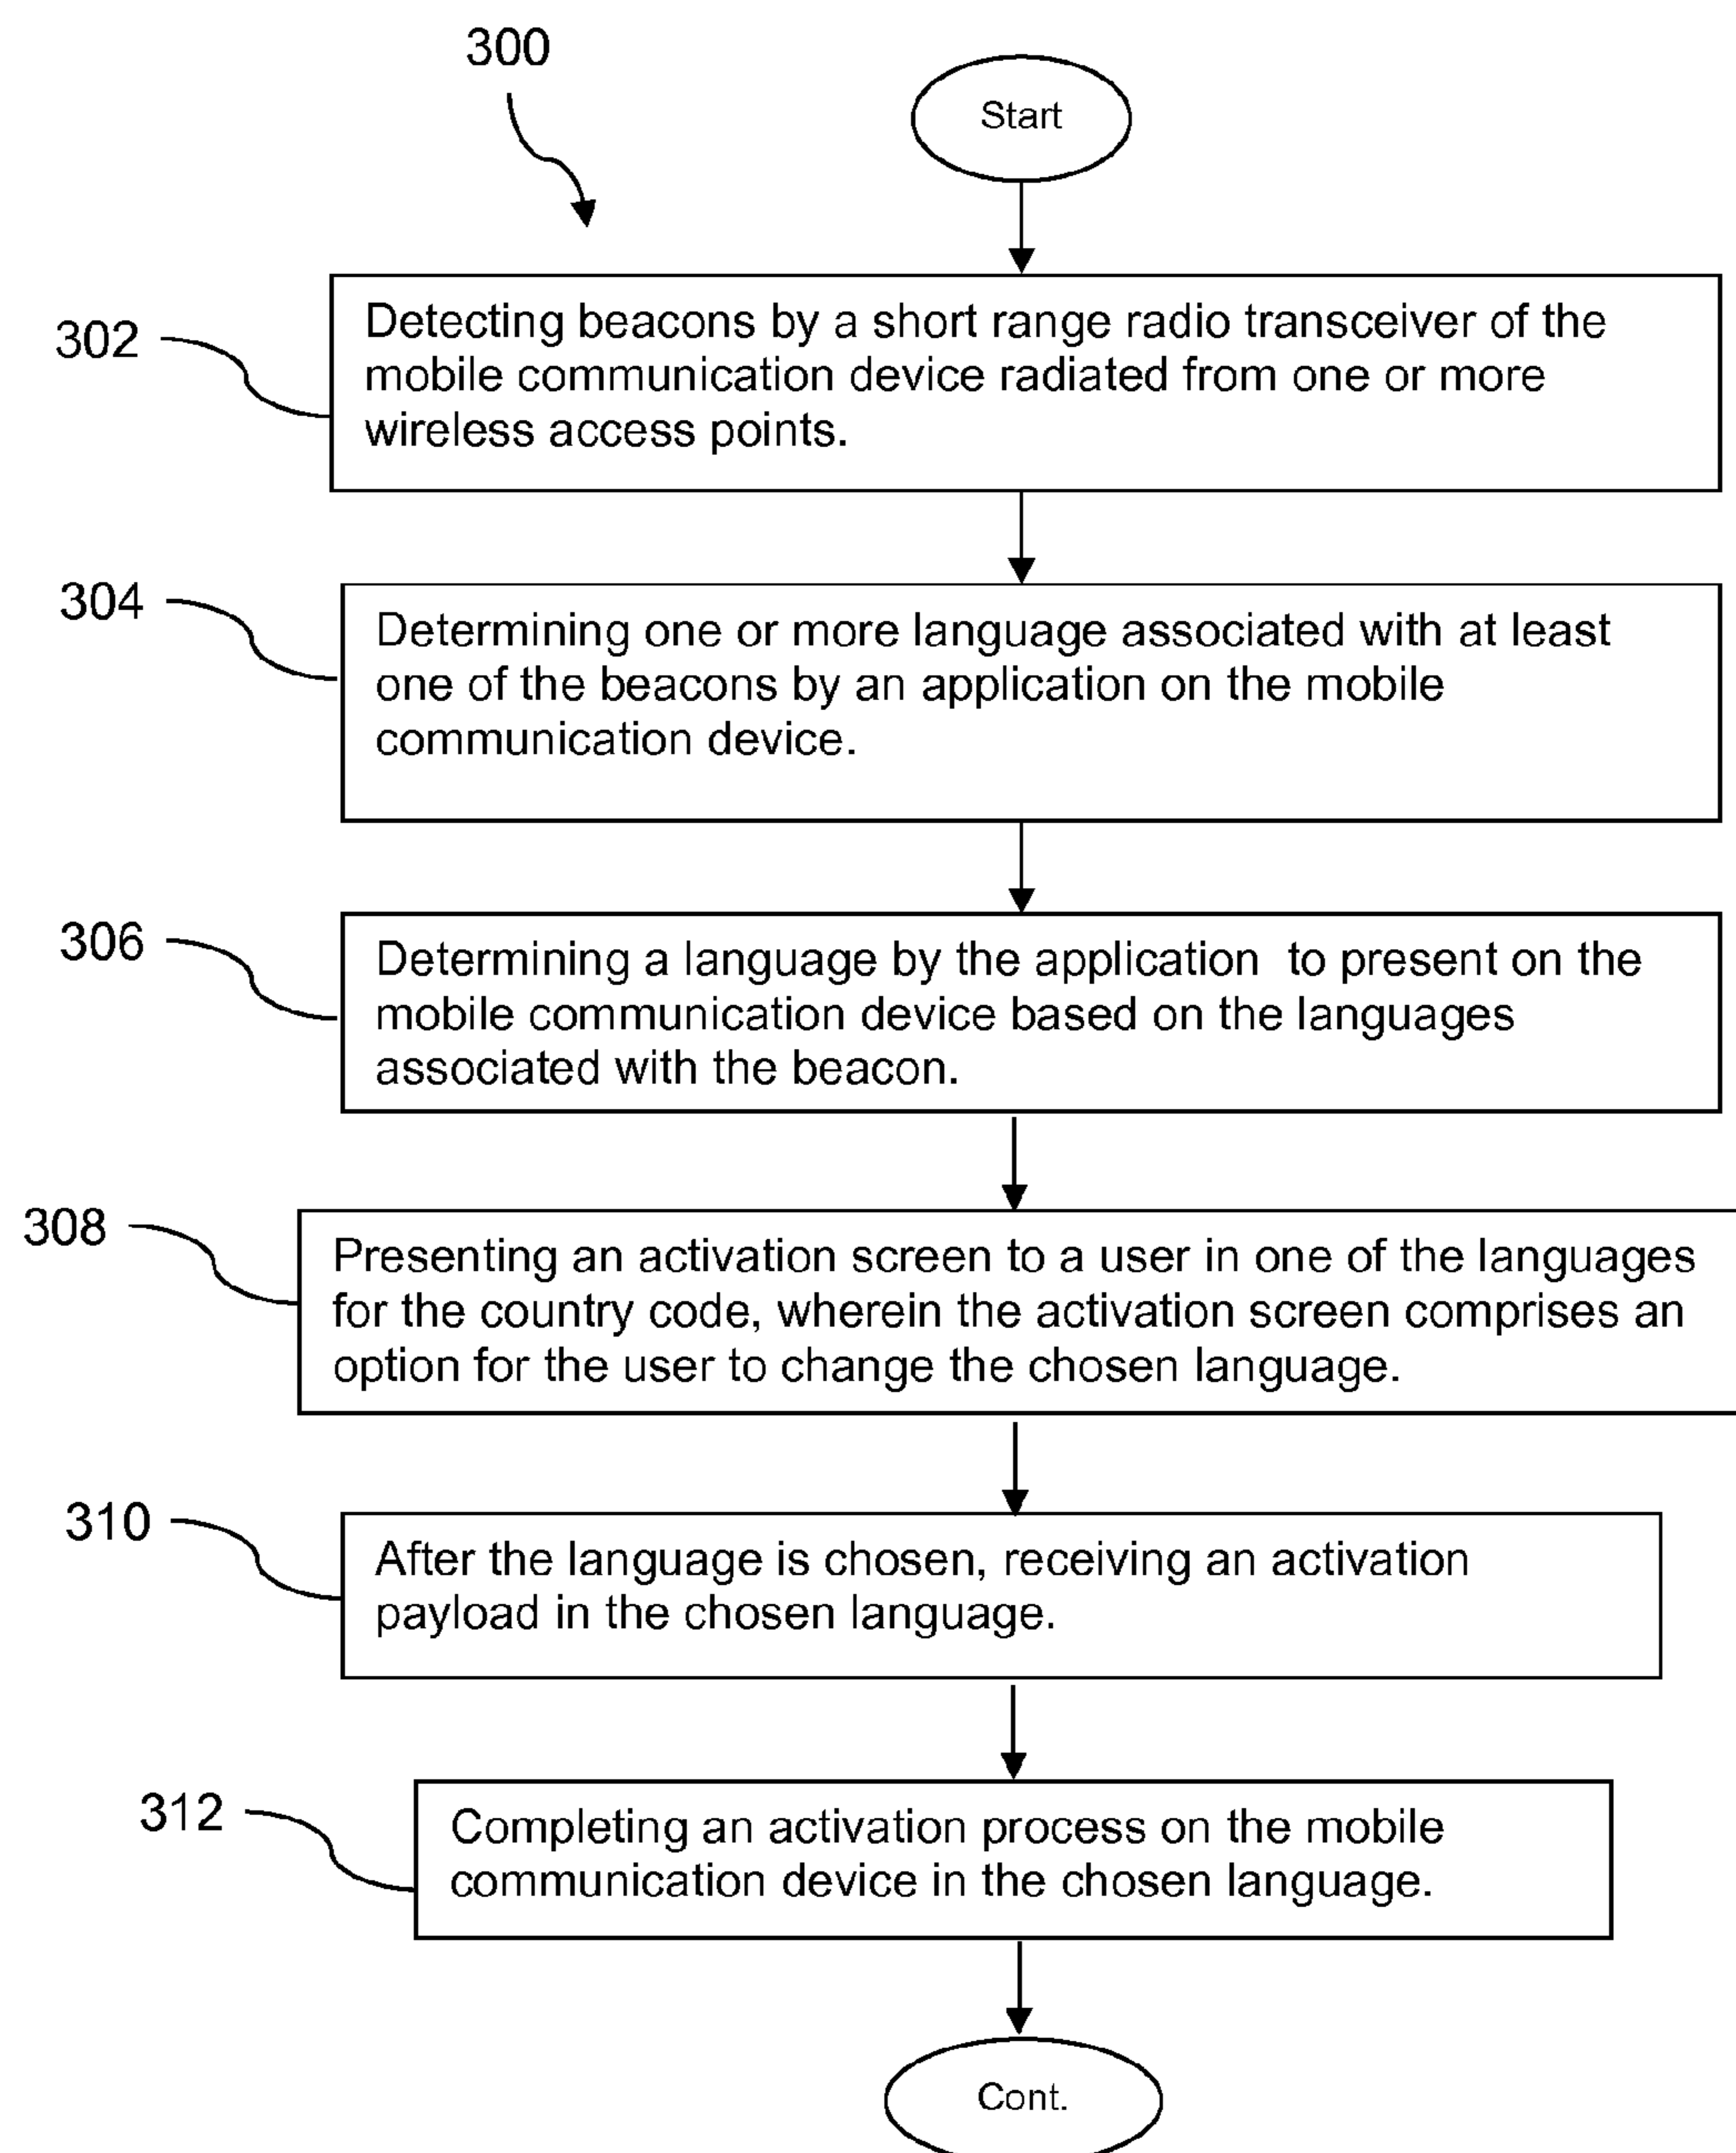 300
Start
302
Detecting beacons by a short range radio transceiver of the
mobile communication device radiated from one or more
wireless access points.
304
Determining one or more language associated with at least
one of the beacons by an application on the mobile
communication device.
306
Determining a language by the application to present on the
mobile communication device based on the languages
associated with the beacon.
308
Presenting an activation screen to a user in one of the languages
for the country code, wherein the activation screen comprises an
option for the user to change the chosen language.
310
After the language is chosen, receiving an activation
payload in the chosen language.
312
Completing an activation process on the mobile
communication device in the chosen language.
Cont.